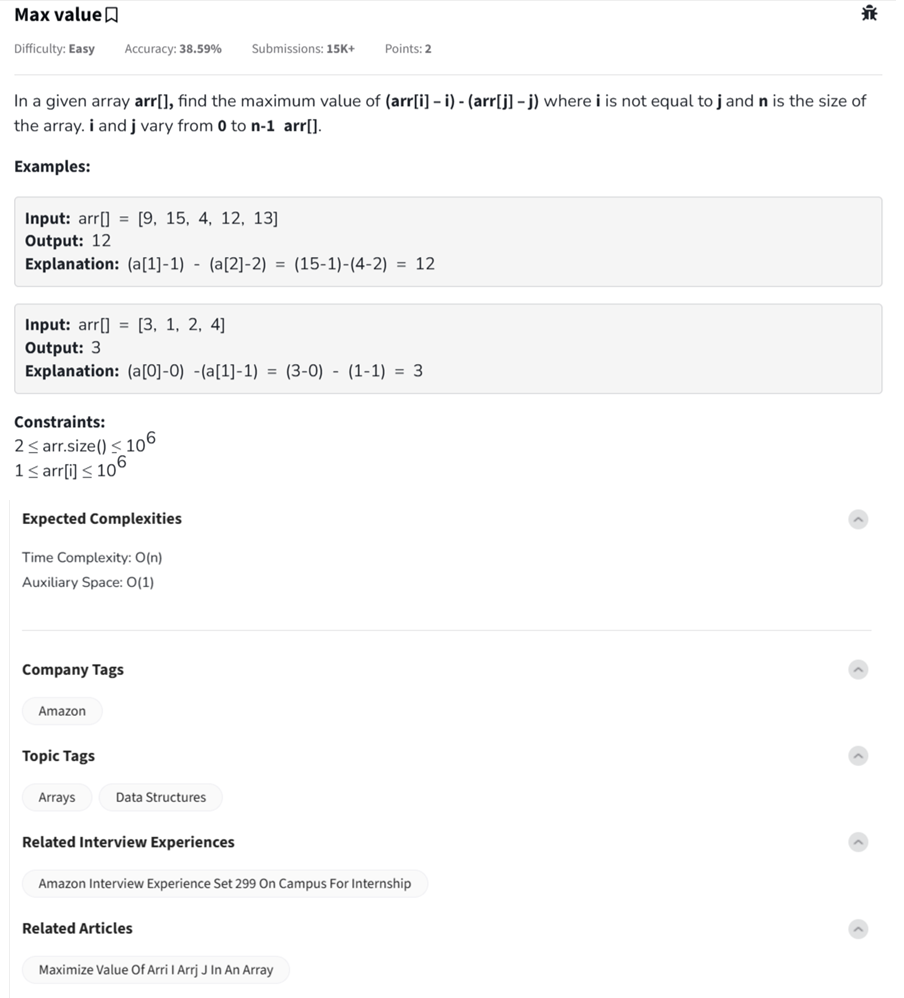 Max value
Difficulty: Easy Accuracy: 38.59% Submissions: 15K+ Points: 2
In a given array arr[], find the maximum value of (arr[i] – i) - (arr[j] – j) where i is not equal to j and n is the size of
the array. i and j vary from 0 to n-1 arr[].
Examples:
Input: arr[] = [9, 15, 4, 12, 13]
Output: 12
Explanation: (a[1]-1) - (a[2]-2) = (15-1)-(4-2) = 12
Input: arr[] = [3, 1, 2, 4]
Output: 3
Explanation: (a[0]-0) -(a[1]-1) = (3-0) - (1-1) = 3
Constraints:
2 ≤ arr.size() ≤ 10^6
1 ≤ arr[i] ≤ 10^6
Expected Complexities
Time Complexity: O(n)
Auxiliary Space: O(1)
Company Tags
Amazon
Topic Tags
Arrays Data Structures
Related Interview Experiences
Amazon Interview Experience Set 299 On Campus For Internship
Related Articles
Maximize Value Of Arri I Arrj J In An Array